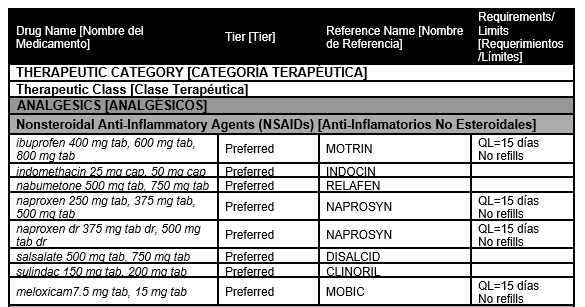 Drug Name [Nombre del Medicamento] Tier [Tier] Reference Name [Nombre de Referencia] Requirements/ Limits [Requerimientos /Límites]
THERAPEUTIC CATEGORY [CATEGORÍA TERAPÉUTICA]
Therapeutic Class [Clase Terapéutica]
ANALGESICS [ANALGÉSICOS]
Nonsteroidal Anti-Inflammatory Agents (NSAIDs) [Anti-Inflamatorios No Esteroidales]
ibuprofen 400 mg tab, 600 mg tab, 800 mg tab Preferred MOTRIN QL=15 días No refills
indomethacin 25 mg cap, 50 mg cap Preferred INDOCIN
nabumetone 500 mg tab, 750 mg tab Preferred RELAFEN
naproxen 250 mg tab, 375 mg tab, 500 mg tab Preferred NAPROSYN QL=15 días No refills
naproxen dr 375 mg tab dr, 500 mg tab dr Preferred NAPROSYN QL=15 días No refills
salsalate 500 mg tab, 750 mg tab Preferred DISALCID
sulindac 150 mg tab, 200 mg tab Preferred CLINORIL
meloxicam7.5 mg tab, 15 mg tab Preferred MOBIC QL=15 días No refills